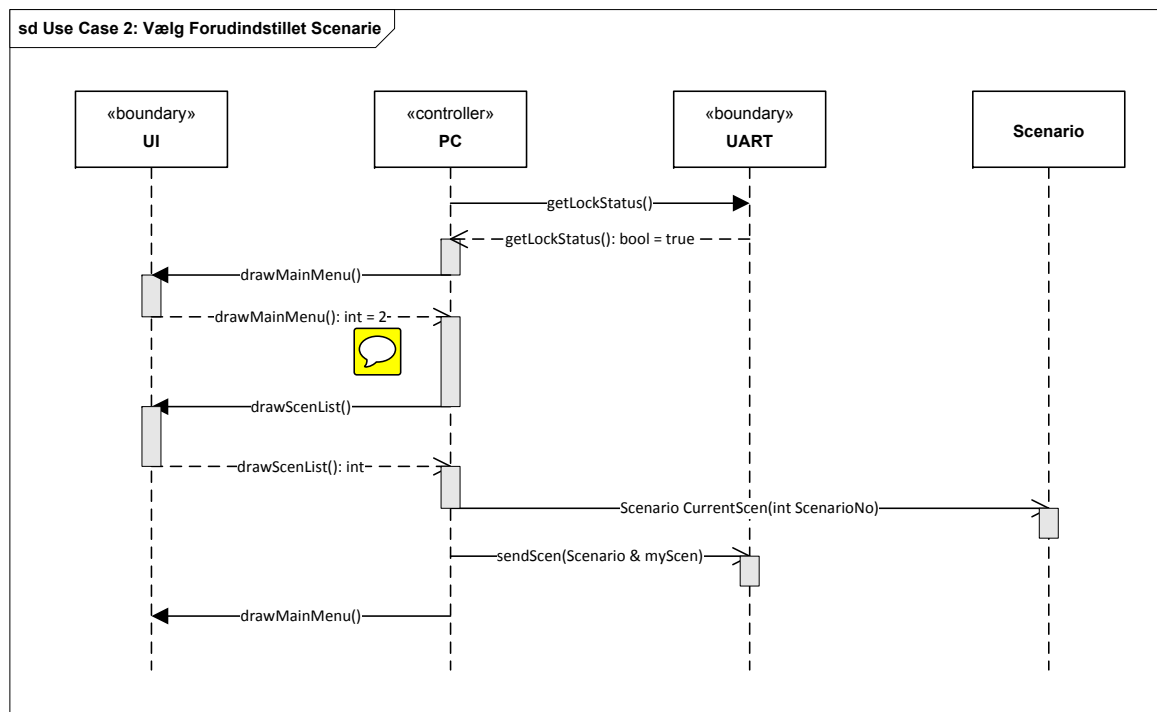 sd Use Case 2: Vælg Forudindstillet Scenarie
«boundary»
UI
«controller»
PC
«boundary»
UART
Scenario
getLockStatus()
getLockStatus(): bool = true
drawMainMenu()
drawMainMenu(): int = 2
drawScenList()
drawScenList(): int
Scenario CurrentScen(int ScenarioNo)
sendScen(Scenario & myScen)
drawMainMenu()